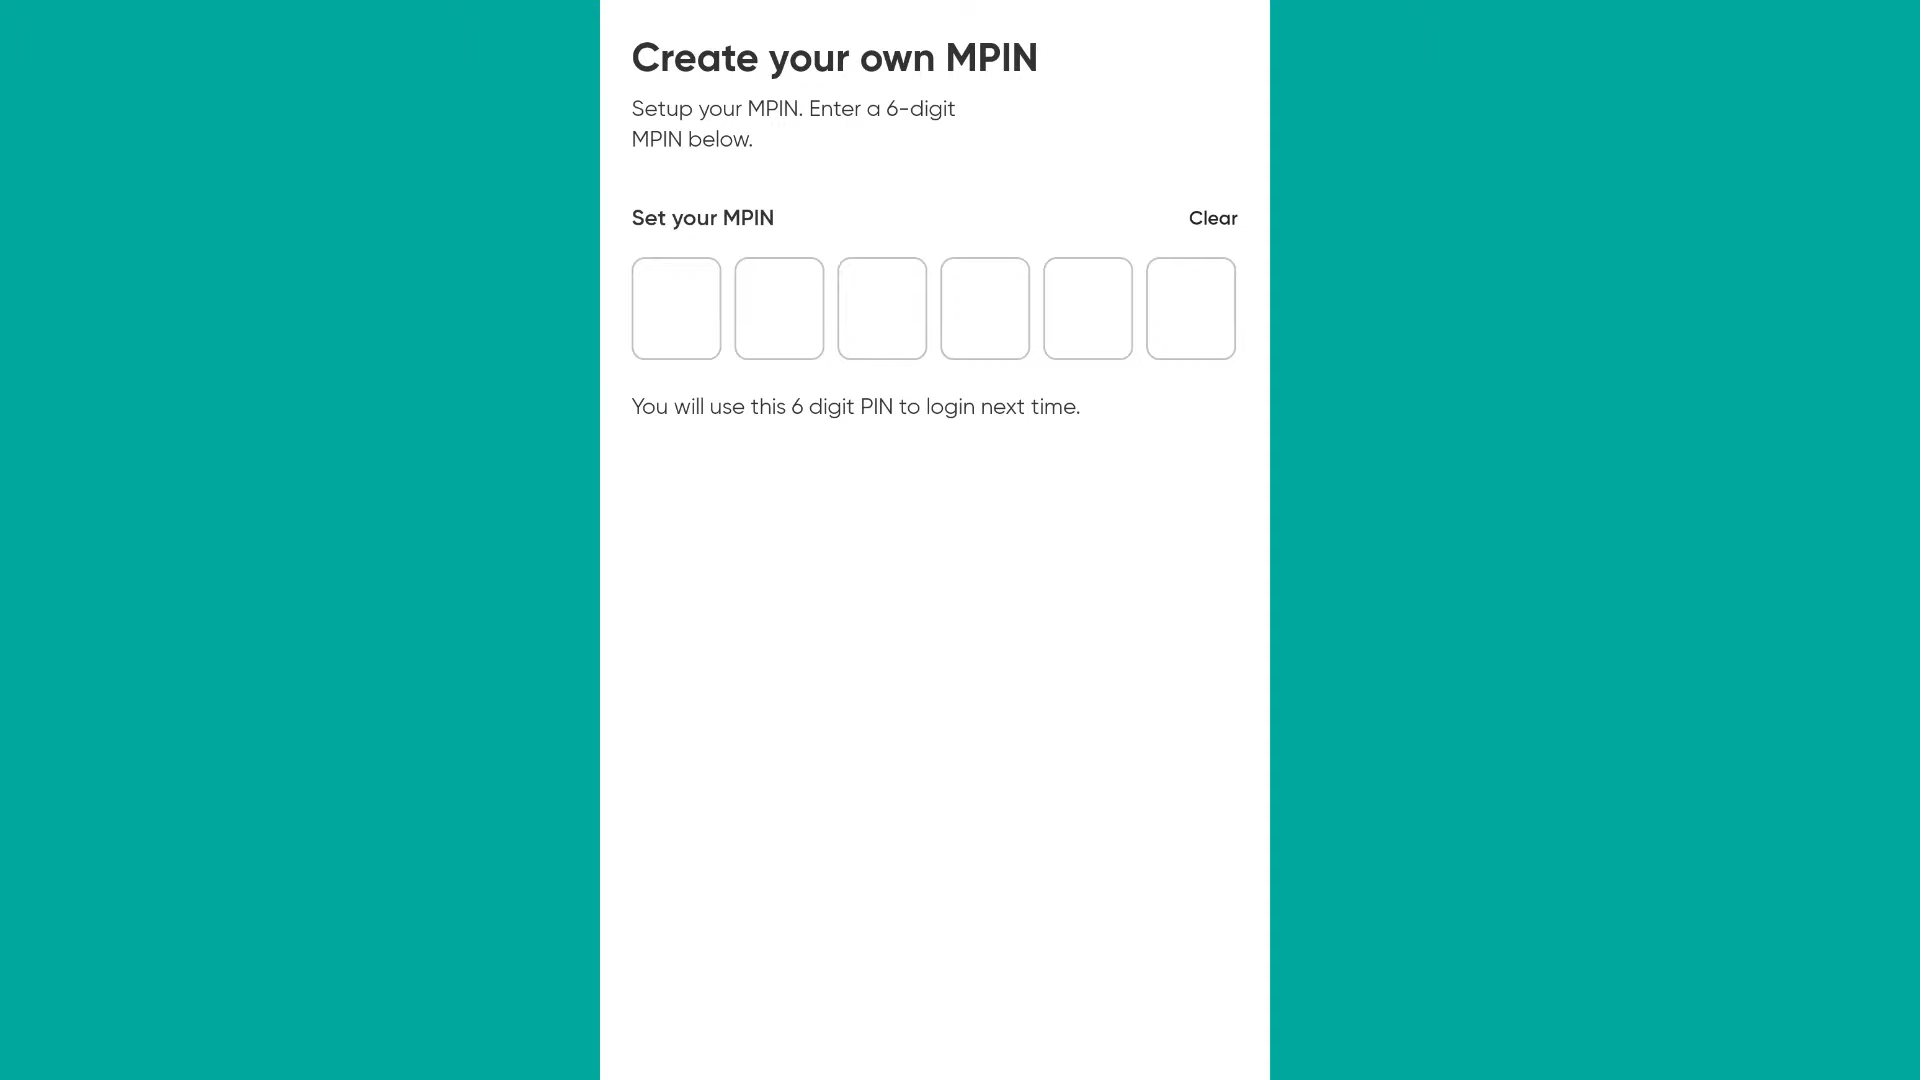 Create your own MPIN
Setup your MPIN. Enter a 6-digit
MPIN below.
Set your MPIN
Clear
You will use this 6 digit PIN to login next time.